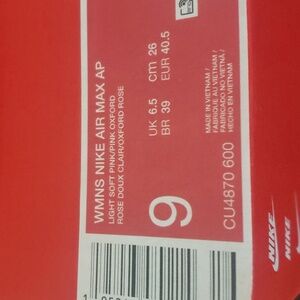 WMNS NIKE AIR MAX AP
LIGHT SOFT PINK/PINK OXFORD
ROSE DOUX CLAIR/OXFORD ROSE
UK 6.5 CM 26
BR 39 EUR 40.5
9
MADE IN VIETNAM /
FABRIQUÉ AU VIETNAM /
FABRICADO NO VIETNÃ /
HECHO EN VIETNAM
CU4870 600
NIKE
NIKE